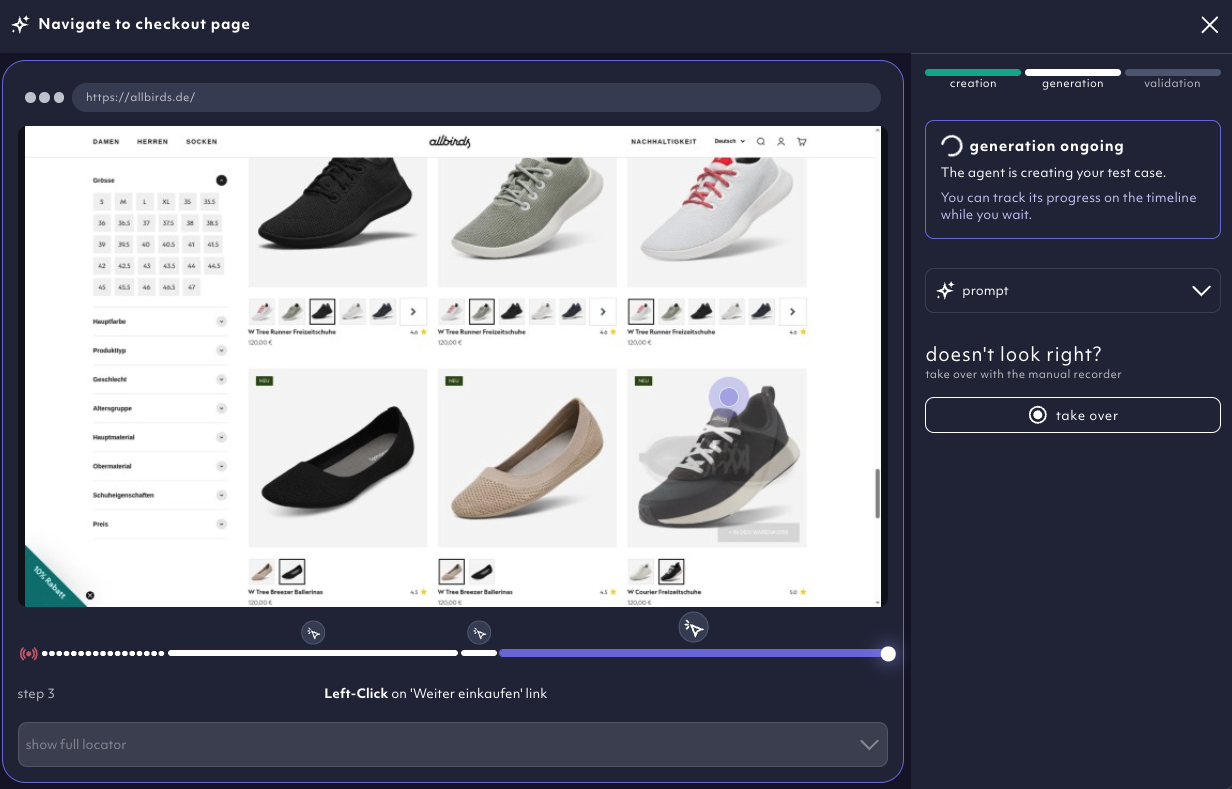 Navigate to checkout page
https://allbirds.de/
DAMEN HERREN SOCKEN
allbirds
NACHHALTIGKEIT Deutsch
Grösse
S M L XL 35 35.5
36 36.5 37 37.5 38 38.5
39 39.5 40 40.5 41 41.5
42 42.5 43 43.5 44 44.5
45 45.5 46 46.5 47
Hauptfarbe
Produkttyp
Geschlecht
Altersgruppe
Hauptmaterial
Obermaterial
Schuheigenschaften
Preis
10% Rabatt
W Tree Runner Freizeitschuhe 4.6
120,00 €
W Tree Runner Freizeitschuhe 4.6
120,00 €
W Tree Runner Freizeitschuhe 4.6
120,00 €
NEU
NEU
NEU
W Tree Breezer Ballerinas 4.5
120,00 €
W Tree Breezer Ballerinas 4.5
120,00 €
W Courier Freizeitschuhe 5.0
120,00 €
step 3
Left-Click on 'Weiter einkaufen' link
show full locator
creation
generation
validation
generation ongoing
The agent is creating your test case.
You can track its progress on the timeline
while you wait.
prompt
doesn't look right?
take over with the manual recorder
take over